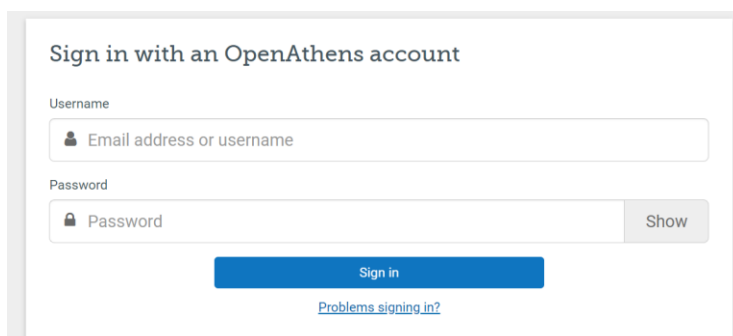 Sign in with an OpenAthens account
Username
Email address or username
Password
Password
Show
Sign in
Problems signing in?